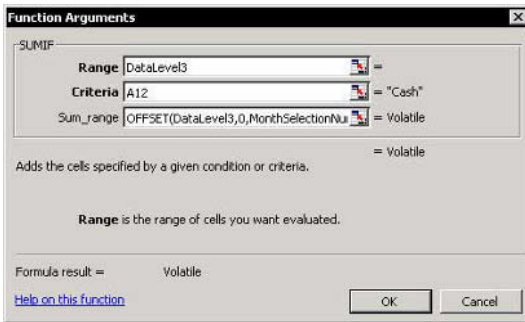 Function Arguments
SUMIF
Range DataLevel3 =
Criteria A12 = "Cash"
Sum_range OFFSET(DataLevel3,0,MonthSelectionNu = Volatile
= Volatile
Adds the cells specified by a given condition or criteria.
Range is the range of cells you want evaluated.
Formula result = Volatile
Help on this function OK Cancel